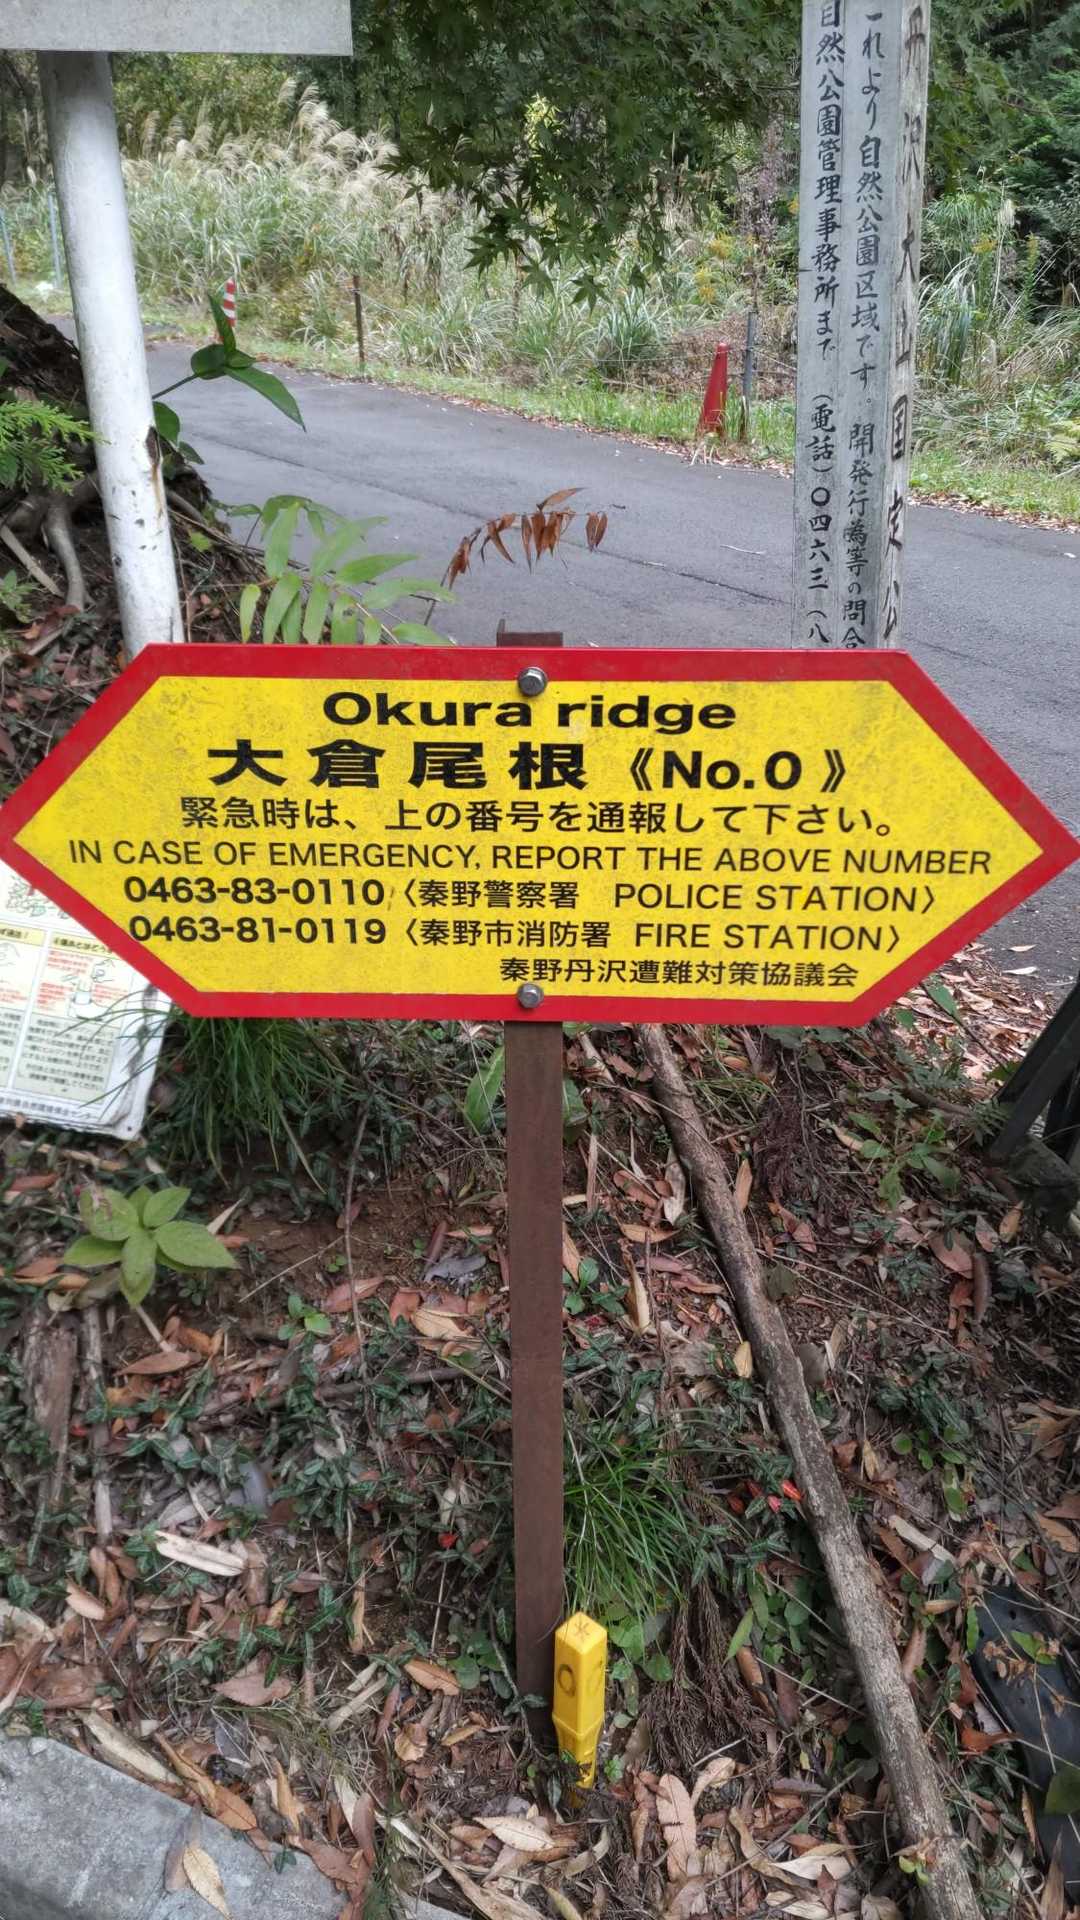 丹沢大山国定公
これより自然公園区域です。開発行為等の問合
自然公園管理事務所まで（電話）〇四六三（八
Okura ridge
大倉尾根《No.0》
緊急時は、上の番号を通報して下さい。
IN CASE OF EMERGENCY, REPORT THE ABOVE NUMBER
0463-83-0110〈秦野警察署 POLICE STATION〉
0463-81-0119〈秦野市消防署 FIRE STATION〉
秦野丹沢遭難対策協議会